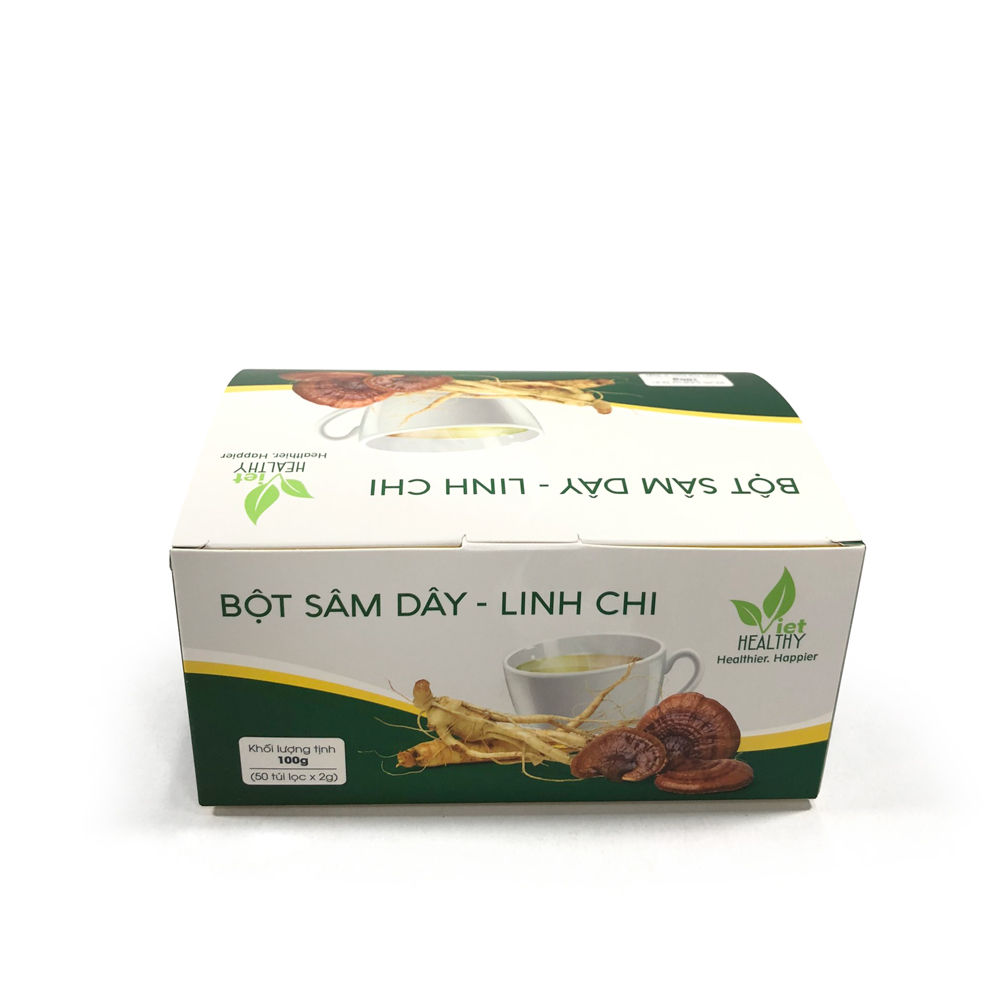 BỘT SÂM DÂY - LINH CHI
Viet
HEALTHY
Healthier. Happier
BỘT SÂM DÂY - LINH CHI
Viet
HEALTHY
Healthier. Happier
Khối lượng tịnh
100g
(50 túi lọc x 2g)